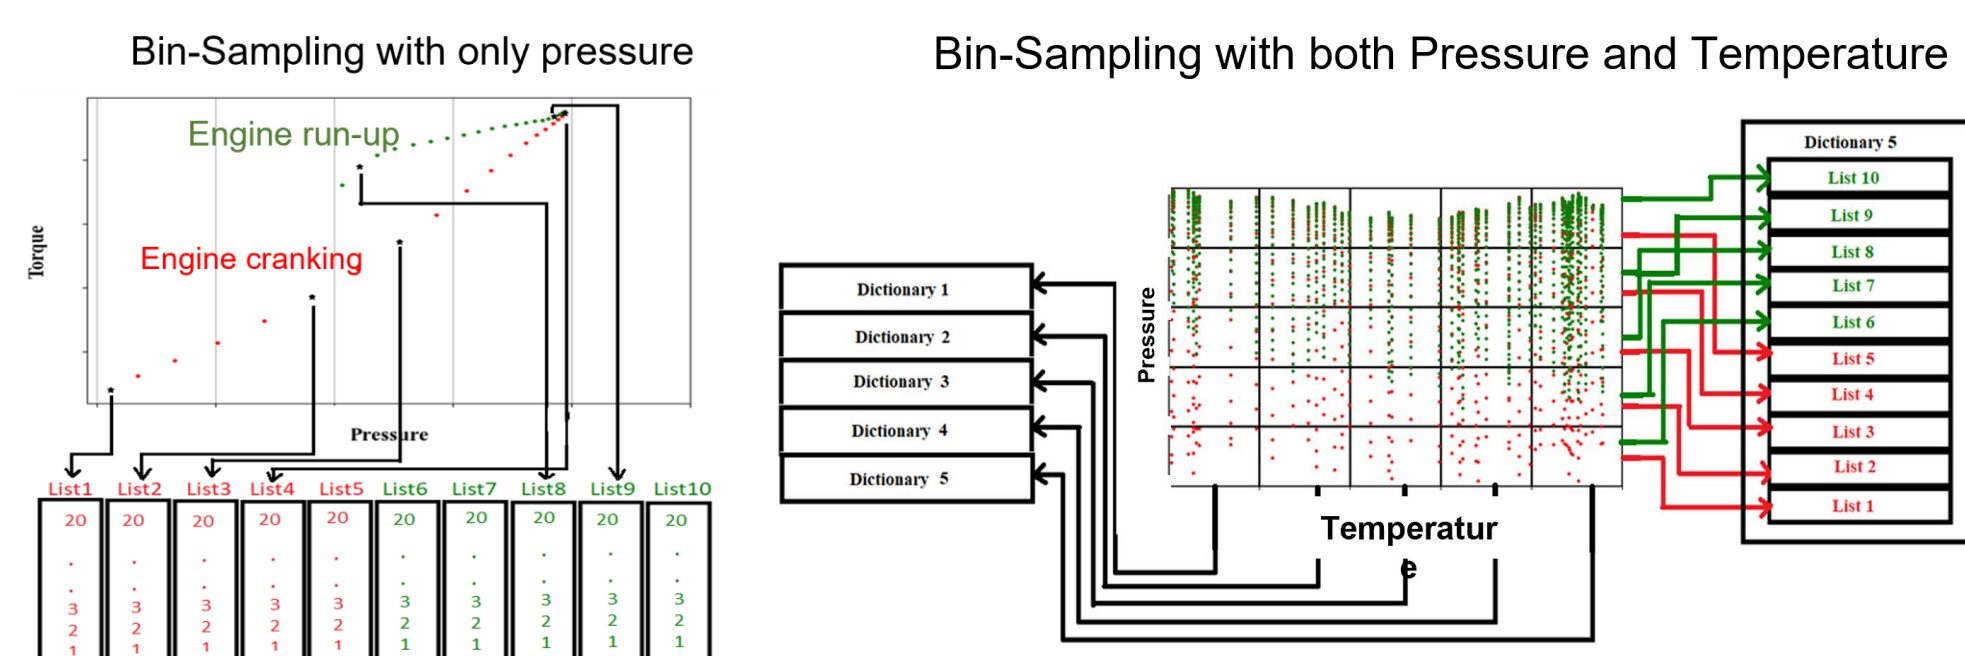 Bin-Sampling with only pressure
Engine run-up
Engine cranking
Torque
Pressure
List1 List2 List3 List4 List5 List6 List7 List8 List9 List10
20 20 20 20 20 20 20 20 20 20
. . . . . . . . . .
. . . . . . . . . .
3 3 3 3 3 3 3 3 3 3
2 2 2 2 2 2 2 2 2 2
1 1 1 1 1 1 1 1 1 1
Bin-Sampling with both Pressure and Temperature
Dictionary 1
Dictionary 2
Dictionary 3
Dictionary 4
Dictionary 5
Pressure
Temperatur
e
Dictionary 5
List 10
List 9
List 8
List 7
List 6
List 5
List 4
List 3
List 2
List 1